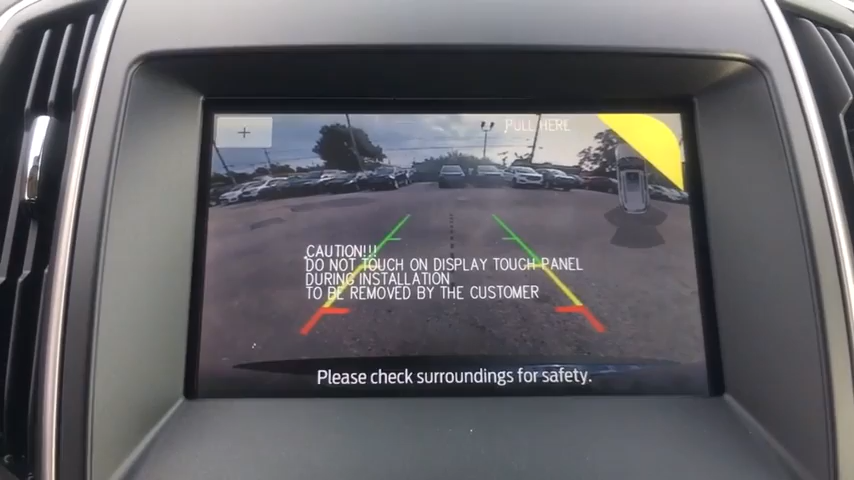 +
PULL HERE
CAUTION!!!
DO NOT TOUCH ON DISPLAY TOUCH PANEL
DURING INSTALLATION
TO BE REMOVED BY THE CUSTOMER
Please check surroundings for safety.